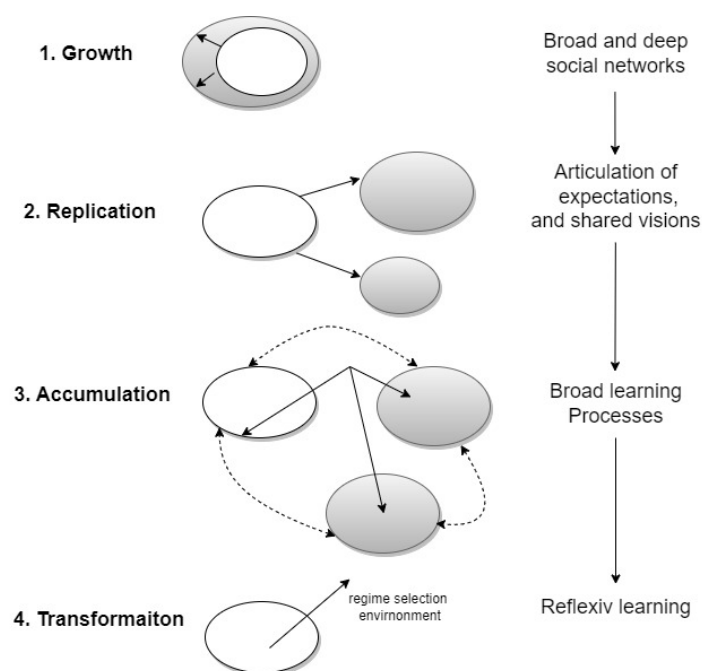 1. Growth
Broad and deep
social networks
2. Replication
Articulation of
expectations,
and shared visions
3. Accumulation
Broad learning
Processes
4. Transformaiton
regime selection
envirnonment
Reflexiv learning